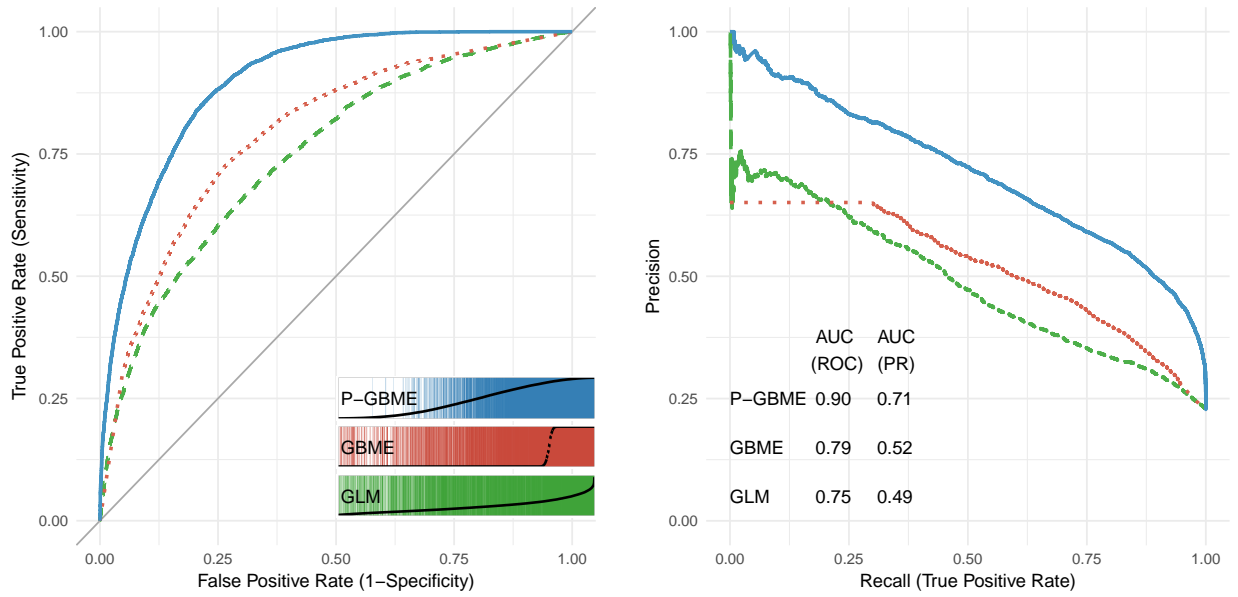 1.00
0.75
0.50
0.25
0.00
True Positive Rate (Sensitivity)
P−GBME
GBME
GLM
0.00 0.25 0.50 0.75 1.00
False Positive Rate (1−Specificity)
1.00
0.75
0.50
0.25
0.00
Precision
AUC AUC
(ROC) (PR)
P−GBME 0.90 0.71
GBME 0.79 0.52
GLM 0.75 0.49
0.00 0.25 0.50 0.75 1.00
Recall (True Positive Rate)